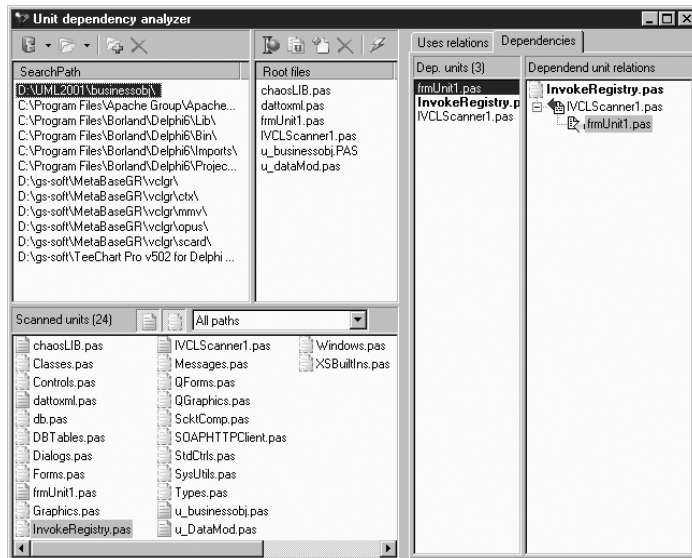 Unit dependency analyzer
Uses relations
Dependencies
SearchPath
D:\UML2001\businessobj\
C:\Program Files\Apache Group\Apache...
C:\Program Files\Borland\Delphi6\Lib\
C:\Program Files\Borland\Delphi6\Bin\
C:\Program Files\Borland\Delphi6\Imports\
C:\Program Files\Borland\Delphi6\Projec...
D:\gs-soft\MetaBaseGR\vclgr\
D:\gs-soft\MetaBaseGR\vclgr\ctx\
D:\gs-soft\MetaBaseGR\vclgr\mmv\
D:\gs-soft\MetaBaseGR\vclgr\opus\
D:\gs-soft\MetaBaseGR\vclgr\scard\
D:\gs-soft\TeeChart Pro v502 for Delphi ...
Root files
chaosLIB.pas
dattoxml.pas
frmUnit1.pas
IVCLScanner1.pas
u_businessobj.PAS
u_dataMod.pas
Dep. units (3)
frmUnit1.pas
InvokeRegistry.p
IVCLScanner1.pas
Dependend unit relations
InvokeRegistry.pas
IVCLScanner1.pas
frmUnit1.pas
Scanned units (24)
All paths
chaosLIB.pas
Classes.pas
Controls.pas
dattoxml.pas
db.pas
DBTables.pas
Dialogs.pas
Forms.pas
frmUnit1.pas
Graphics.pas
InvokeRegistry.pas
IVCLScanner1.pas
Messages.pas
QForms.pas
QGraphics.pas
ScktComp.pas
SOAPHTTPClient.pas
StdCtrls.pas
SysUtils.pas
Types.pas
u_businessobj.pas
u_DataMod.pas
Windows.pas
XSBuiltIns.pas